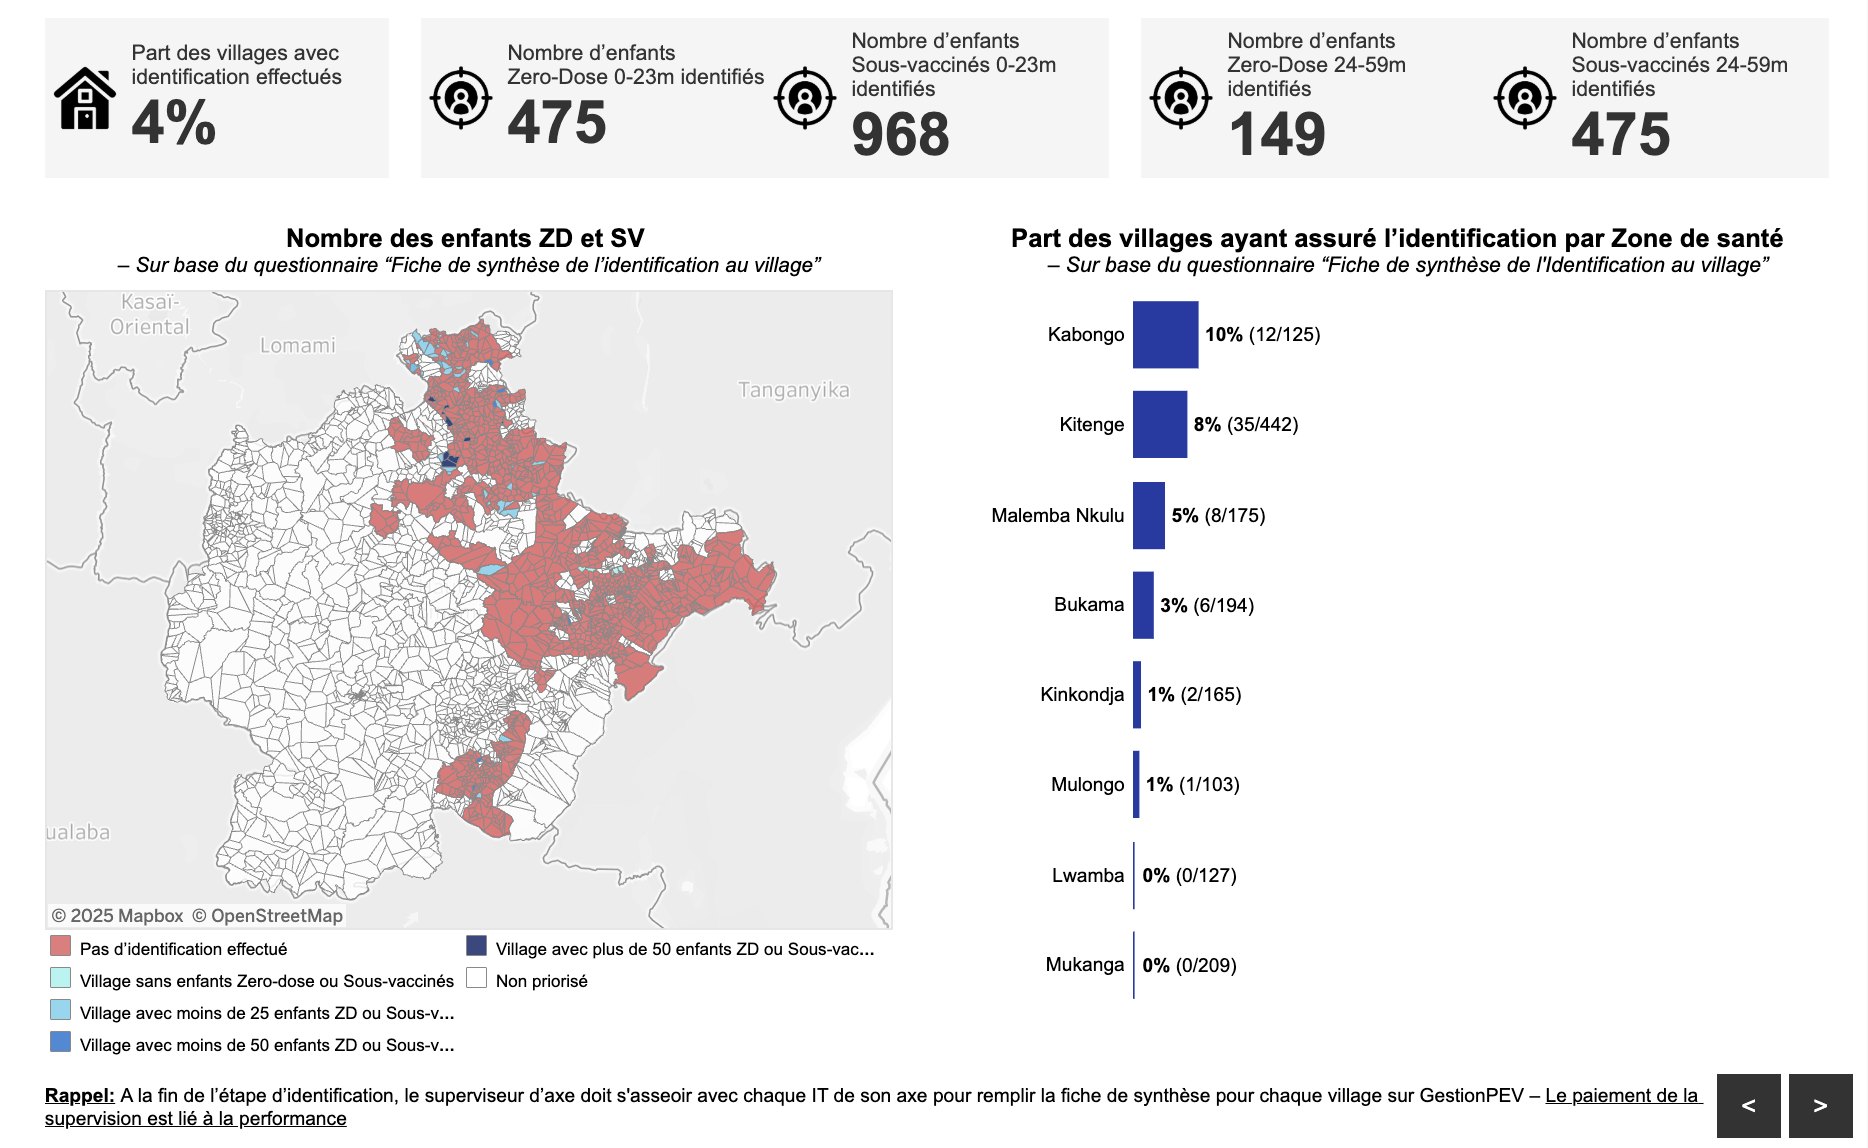 Part des villages avec
identification effectués
4%
Nombre d’enfants
Zero-Dose 0-23m identifiés
475
Nombre d’enfants
Sous-vaccinés 0-23m
identifiés
968
Nombre d’enfants
Zero-Dose 24-59m
identifiés
149
Nombre d’enfants
Sous-vaccinés 24-59m
identifiés
475
Nombre des enfants ZD et SV
– Sur base du questionnaire “Fiche de synthèse de l’identification au village”
Kasaï-
Oriental
Lomami
Tanganyika
ualaba
© 2025 Mapbox © OpenStreetMap
Pas d’identification effectué
Village sans enfants Zero-dose ou Sous-vaccinés
Village avec moins de 25 enfants ZD ou Sous-v...
Village avec moins de 50 enfants ZD ou Sous-v...
Village avec plus de 50 enfants ZD ou Sous-vac...
Non priorisé
Part des villages ayant assuré l’identification par Zone de santé
– Sur base du questionnaire “Fiche de synthèse de l'Identification au village”
Kabongo 10% (12/125)
Kitenge 8% (35/442)
Malemba Nkulu 5% (8/175)
Bukama 3% (6/194)
Kinkondja 1% (2/165)
Mulongo 1% (1/103)
Lwamba 0% (0/127)
Mukanga 0% (0/209)
Rappel: A la fin de l’étape d’identification, le superviseur d’axe doit s'asseoir avec chaque IT de son axe pour remplir la fiche de synthèse pour chaque village sur GestionPEV – Le paiement de la
supervision est lié à la performance
< >